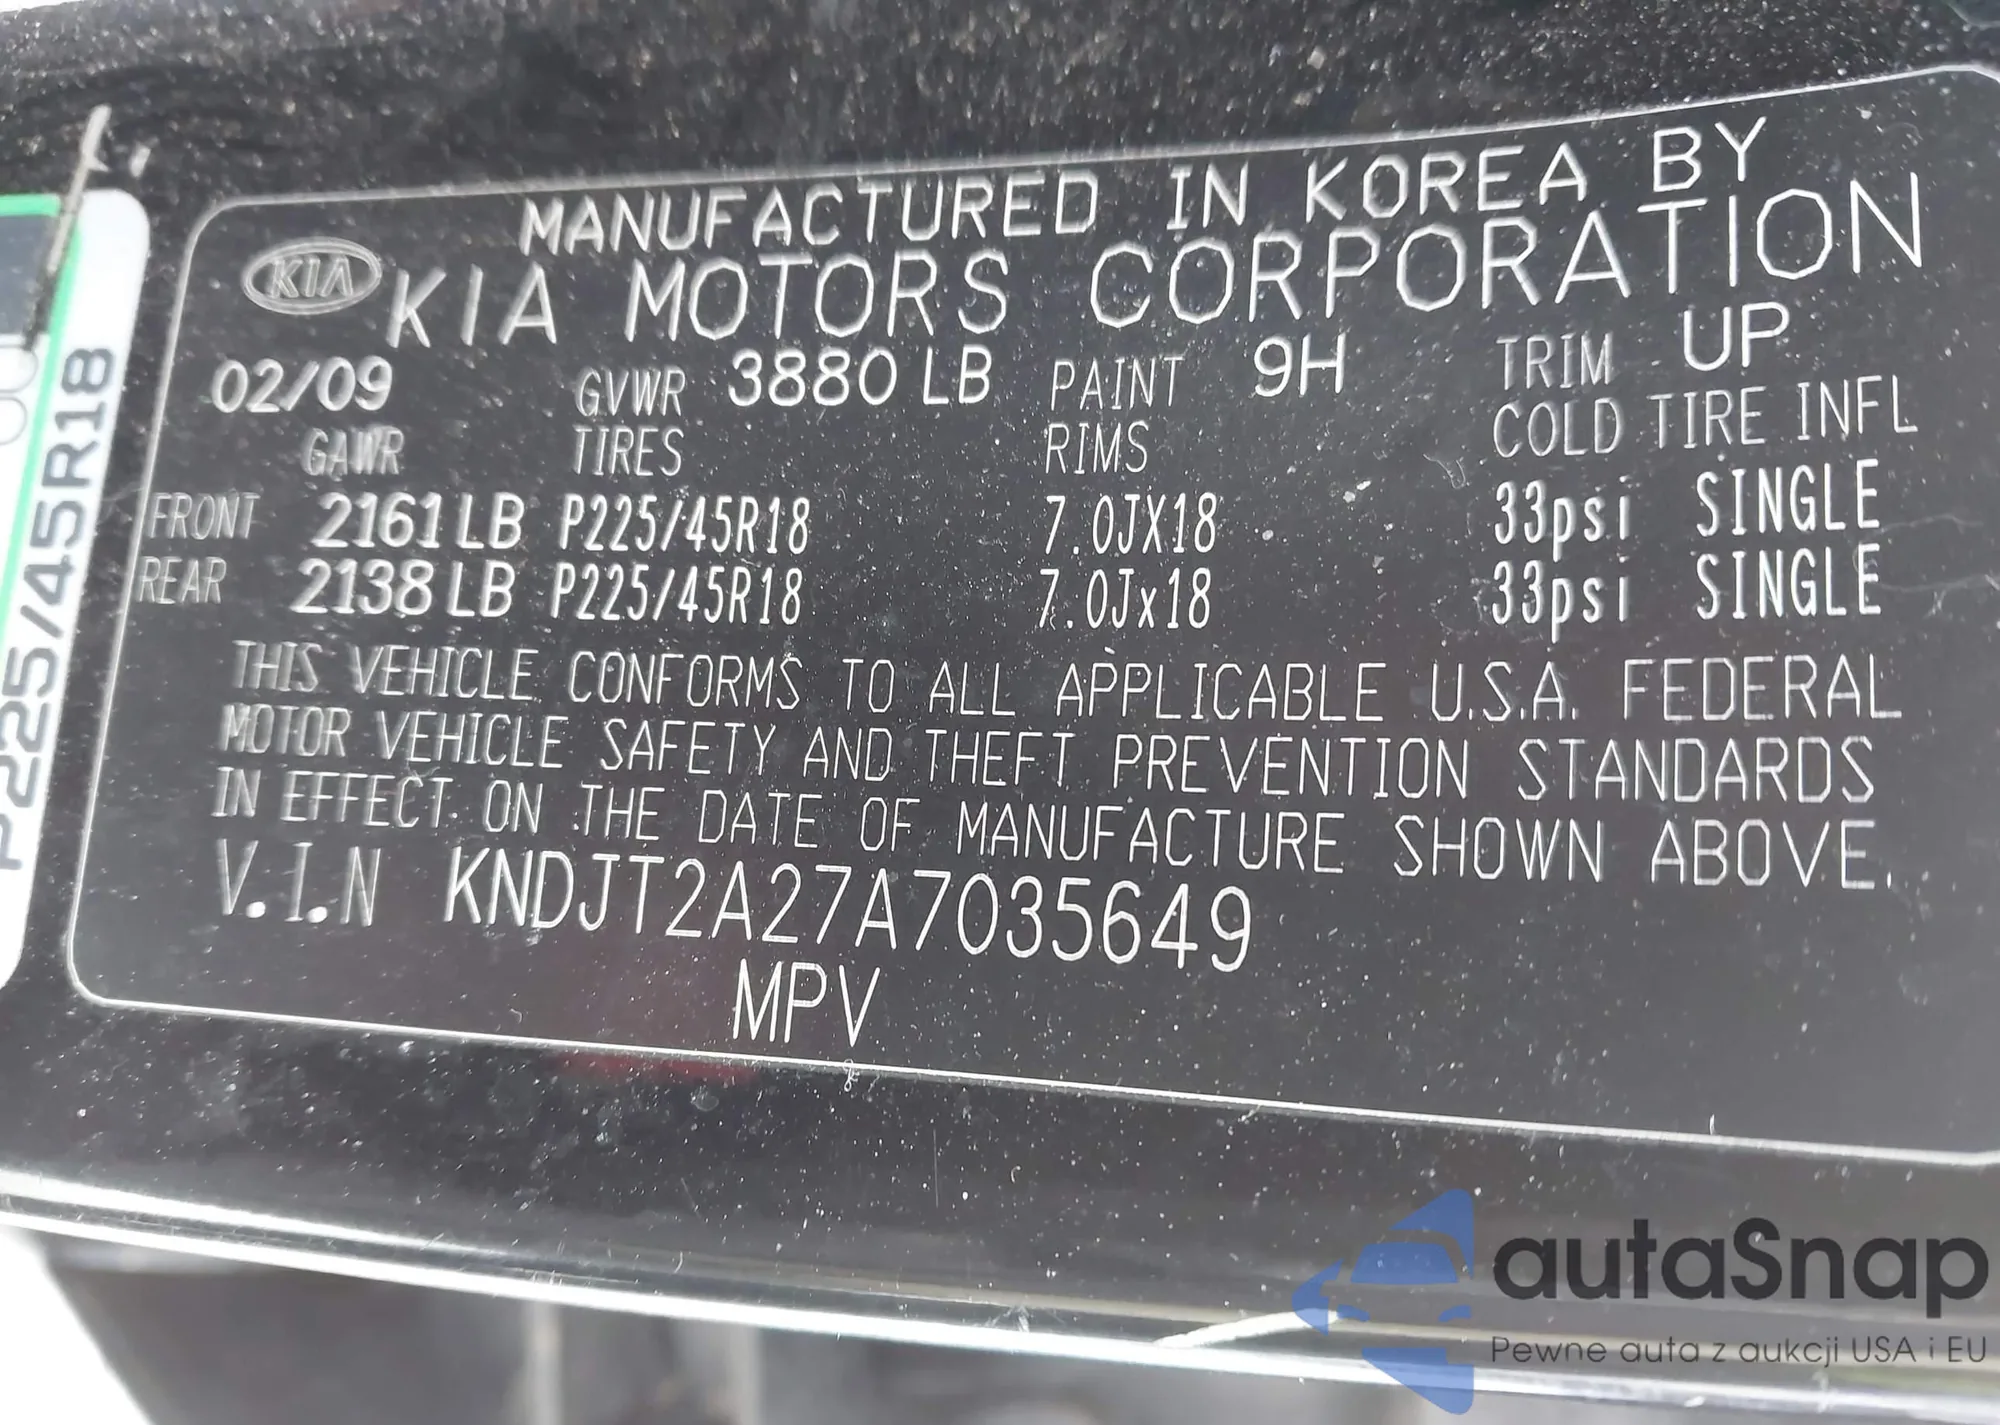 MANUFACTURED IN KOREA BY
KIA KIA MOTORS CORPORATION
02/09 GVWR 3880 LB PAINT 9H TRIM UP
GAWR TIRES RIMS COLD TIRE INFL
FRONT 2161 LB P225/45R18 7.0JX18 33psi SINGLE
REAR 2138 LB P225/45R18 7.0Jx18 33psi SINGLE
THIS VEHICLE CONFORMS TO ALL APPLICABLE U.S.A. FEDERAL
MOTOR VEHICLE SAFETY AND THEFT PREVENTION STANDARDS
IN EFFECT ON THE DATE OF MANUFACTURE SHOWN ABOVE.
V.I.N KNDJT2A27A7035649
MPV
P225/45R18
autaSnap
Pewne auta z aukcji USA i EU